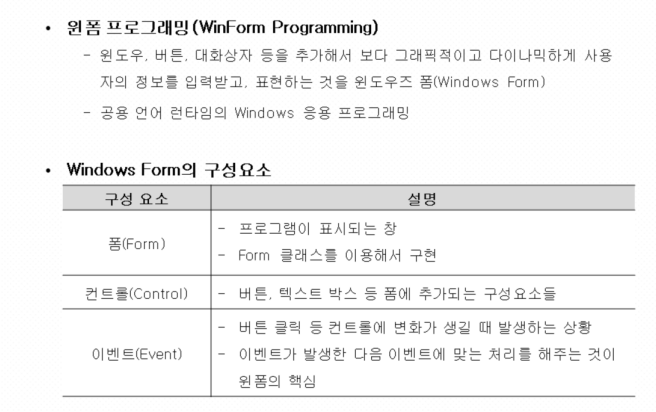 • 윈폼 프로그래밍(WinForm Programming)
– 윈도우, 버튼, 대화상자 등을 추가해서 보다 그래픽적이고 다이나믹하게 사용
자의 정보를 입력받고, 표현하는 것을 윈도우즈 폼(Windows Form)
– 공용 언어 런타임의 Windows 응용 프로그래밍
• Windows Form의 구성요소
구성 요소 설명
폼(Form)
– 프로그램이 표시되는 창
– Form 클래스를 이용해서 구현
컨트롤(Control) – 버튼, 텍스트 박스 등 폼에 추가되는 구성요소들
이벤트(Event)
– 버튼 클릭 등 컨트롤에 변화가 생길 때 발생하는 상황
– 이벤트가 발생한 다음 이벤트에 맞는 처리를 해주는 것이
윈폼의 핵심